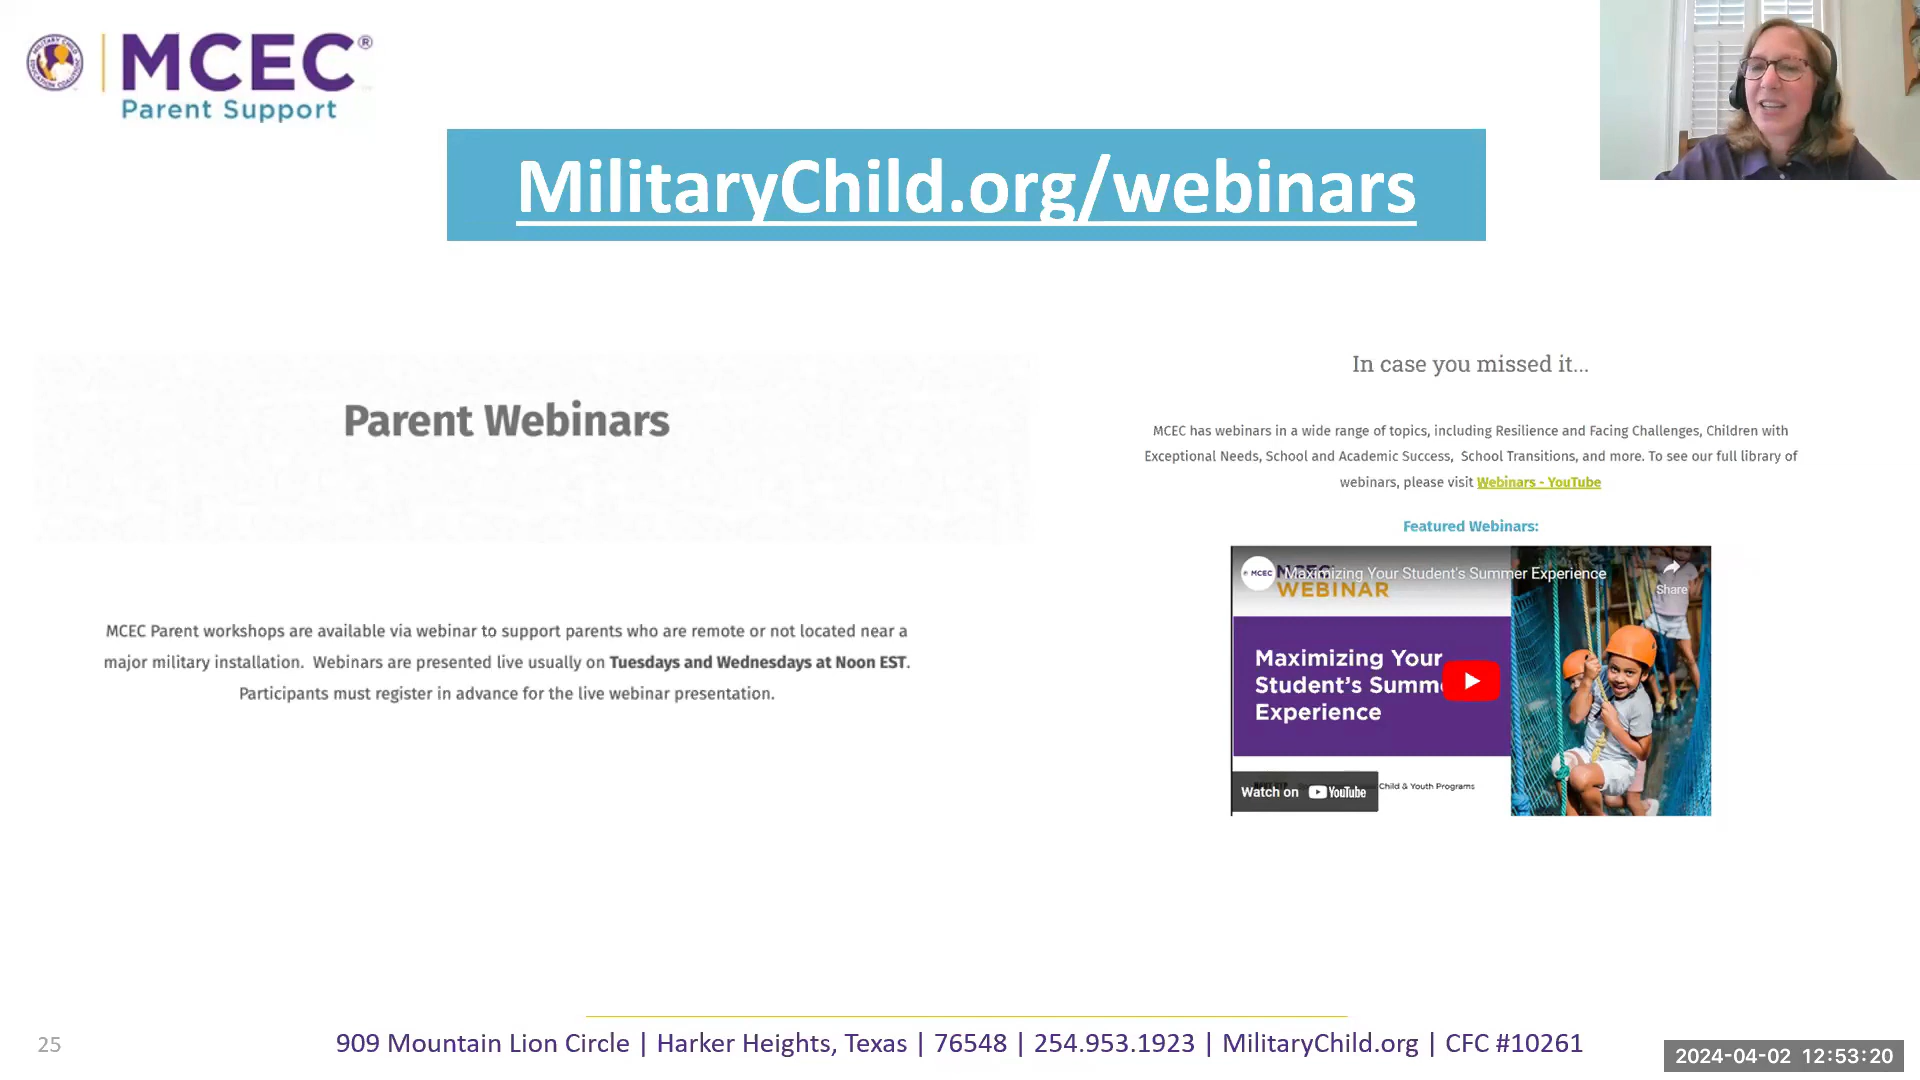 MCEC®
Parent Support
MilitaryChild.org/webinars
Parent Webinars
MCEC Parent workshops are available via webinar to support parents who are remote or not located near a
major military installation.  Webinars are presented live usually on Tuesdays and Wednesdays at Noon EST.
Participants must register in advance for the live webinar presentation.
In case you missed it...
MCEC has webinars in a wide range of topics, including Resilience and Facing Challenges, Children with
Exceptional Needs, School and Academic Success,  School Transitions, and more. To see our full library of
webinars, please visit Webinars - YouTube
Featured Webinars:
MCEC
Maximizing Your Student's Summer Experience
Share
MCEC
WEBINAR
Maximizing Your
Student's Summ
Experience
Watch on YouTube
Child & Youth Programs
25
909 Mountain Lion Circle | Harker Heights, Texas | 76548 | 254.953.1923 | MilitaryChild.org | CFC #10261
2024-04-02 12:53:20